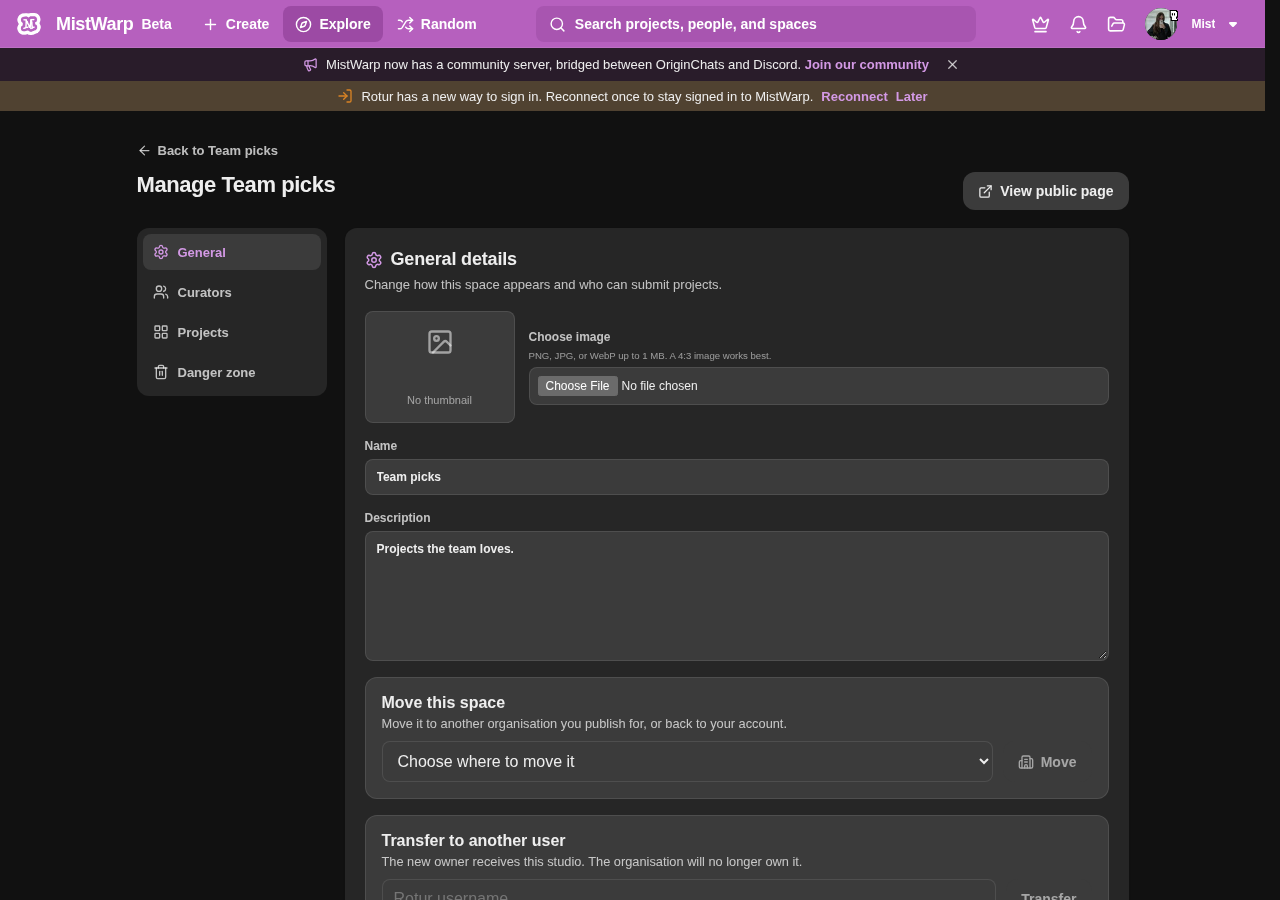 MistWarp Beta
Create
Explore
Random
Search projects, people, and spaces
Mist
MistWarp now has a community server, bridged between OriginChats and Discord. Join our community
Rotur has a new way to sign in. Reconnect once to stay signed in to MistWarp. Reconnect Later
Back to Team picks
Manage Team picks
View public page
General
Curators
Projects
Danger zone
General details
Change how this space appears and who can submit projects.
No thumbnail
Choose image
PNG, JPG, or WebP up to 1 MB. A 4:3 image works best.
Choose File No file chosen
Name
Team picks
Description
Projects the team loves.
Move this space
Move it to another organisation you publish for, or back to your account.
Choose where to move it
Move
Transfer to another user
The new owner receives this studio. The organisation will no longer own it.
Rotur username
Transfer